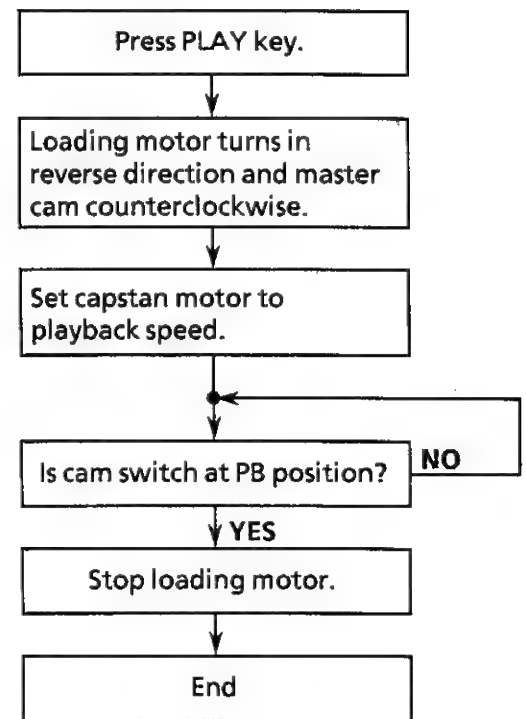 Press PLAY key.
Loading motor turns in
reverse direction and master
cam counterclockwise.
Set capstan motor to
playback speed.
Is cam switch at PB position?
NO
YES
Stop loading motor.
End